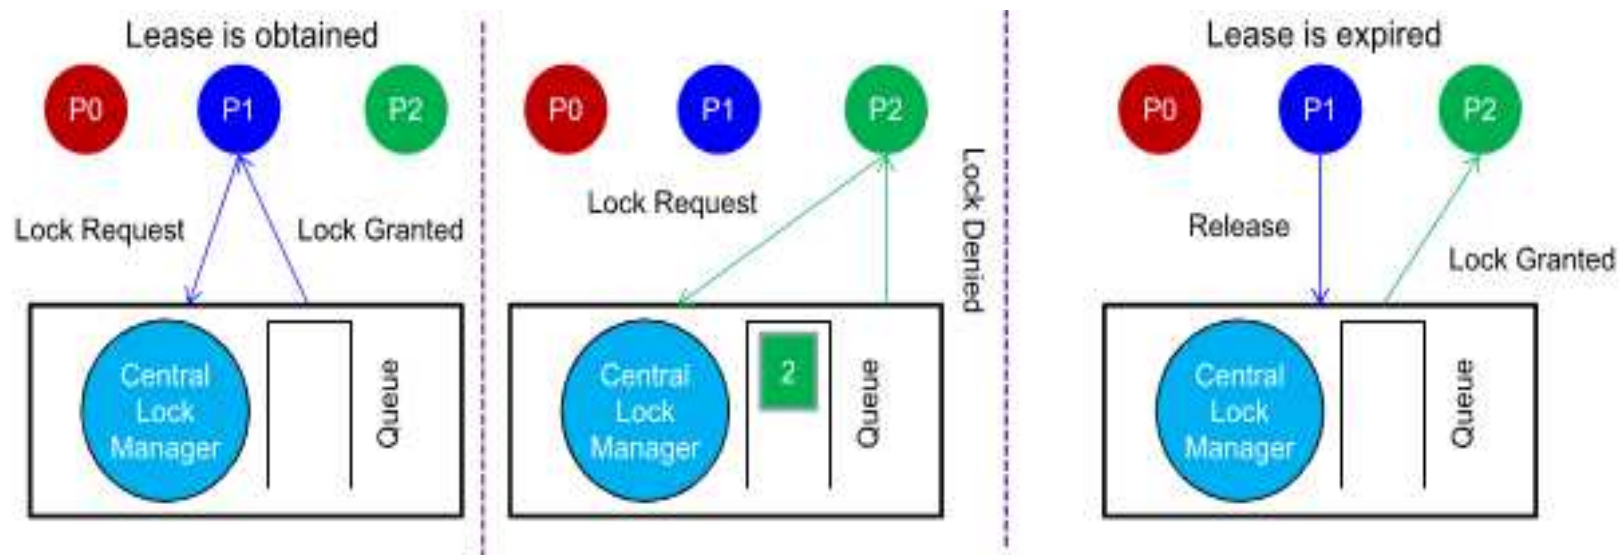 Lease is obtained
P0
P1
P2
Lock Request
Lock Granted
Central
Lock
Manager
Queue
P0
P1
P2
Lock Request
Lock Denied
Central
Lock
Manager
2
Queue
Lease is expired
P0
P1
P2
Release
Lock Granted
Central
Lock
Manager
Queue